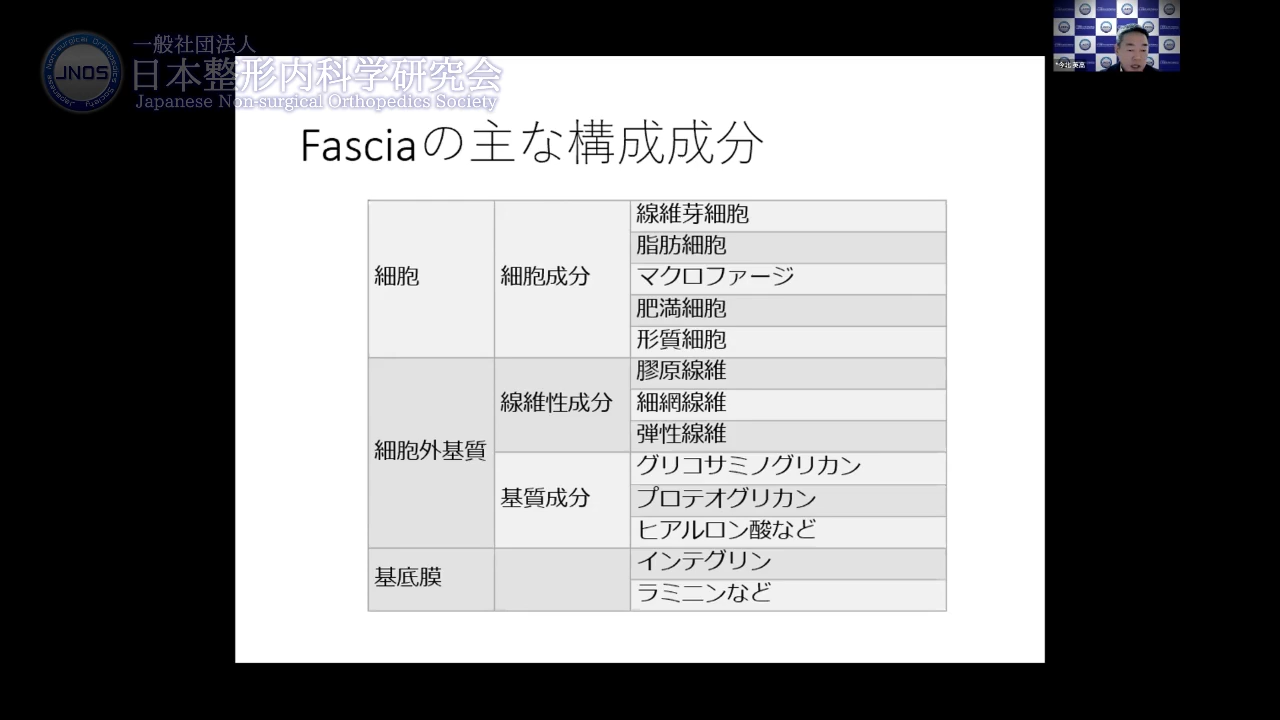 一般社団法人
日本整形内科学研究会
Japanese Non-surgical Orthopedics Society
JNOS
Fasciaの主な構成成分
細胞
細胞成分
線維芽細胞
脂肪細胞
マクロファージ
肥満細胞
形質細胞
細胞外基質
線維性成分
膠原線維
細網線維
弾性線維
基質成分
グリコサミノグリカン
プロテオグリカン
ヒアルロン酸など
基底膜
インテグリン
ラミニンなど